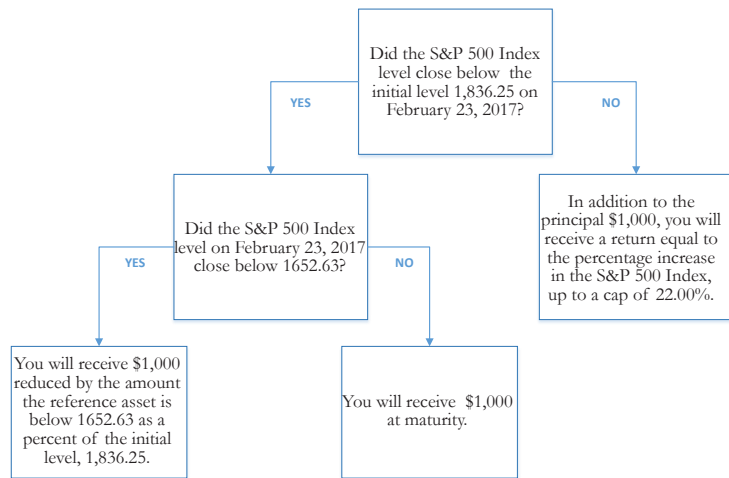 Did the S&P 500 Index
level close below the
initial level 1,836.25 on
February 23, 2017?
YES
NO
Did the S&P 500 Index
level on February 23, 2017
close below 1652.63?
In addition to the
principal $1,000, you will
receive a return equal to
the percentage increase
in the S&P 500 Index,
up to a cap of 22.00%.
YES
NO
You will receive $1,000
reduced by the amount
the reference asset is
below 1652.63 as a
percent of the initial
level, 1,836.25.
You will receive $1,000
at maturity.